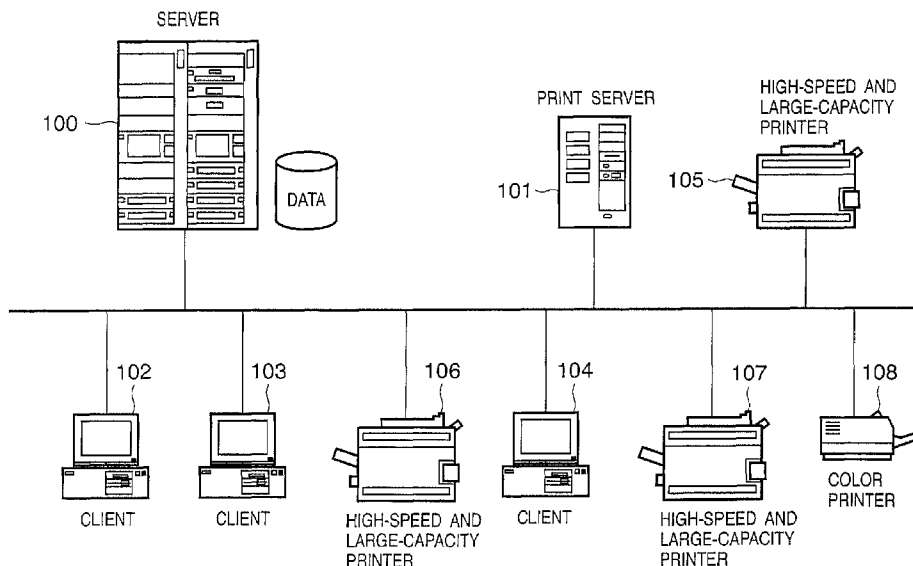 SERVER
100
DATA
PRINT SERVER
101
HIGH-SPEED AND
LARGE-CAPACITY
PRINTER
105
102
CLIENT
103
CLIENT
106
HIGH-SPEED AND
LARGE-CAPACITY
PRINTER
104
CLIENT
107
HIGH-SPEED AND
LARGE-CAPACITY
PRINTER
108
COLOR
PRINTER